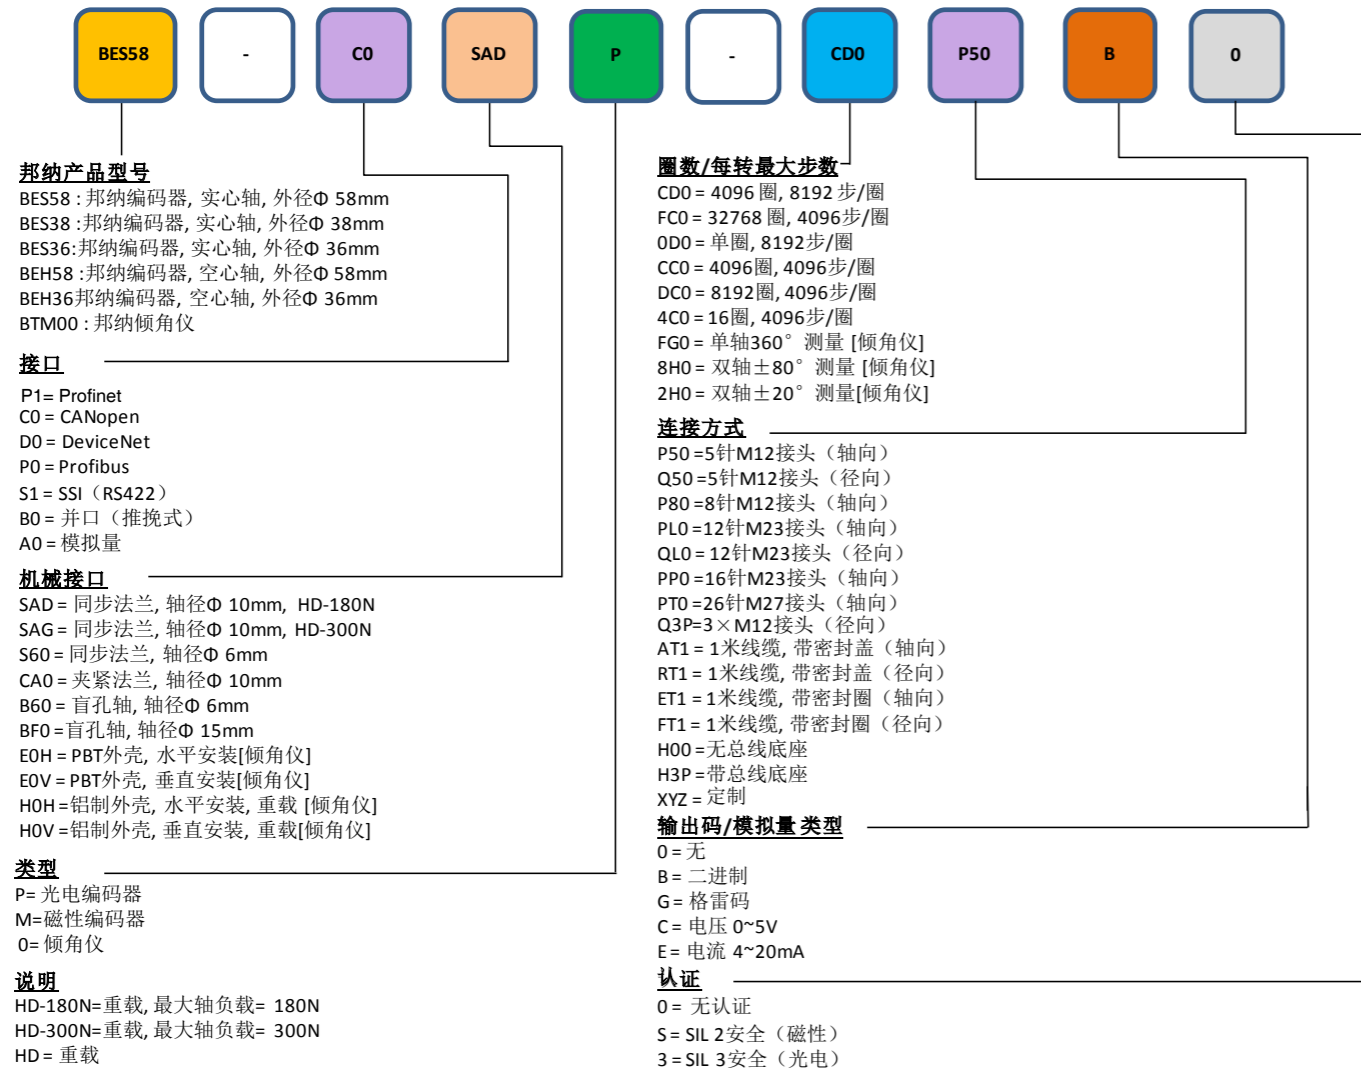 BES58 - C0 SAD P - CD0 P50 B 0
邦纳产品型号
BES58 : 邦纳编码器, 实心轴, 外径Φ 58mm
BES38 :邦纳编码器, 实心轴, 外径Φ 38mm
BES36:邦纳编码器, 实心轴, 外径Φ 36mm
BEH58 :邦纳编码器, 空心轴, 外径Φ 58mm
BEH36邦纳编码器, 空心轴, 外径Φ 36mm
BTM00 : 邦纳倾角仪
接口
P1= Profinet
C0 = CANopen
D0 = DeviceNet
P0 = Profibus
S1 = SSI（RS422）
B0 = 并口（推挽式）
A0 = 模拟量
机械接口
SAD = 同步法兰, 轴径Φ 10mm, HD-180N
SAG = 同步法兰, 轴径Φ 10mm, HD-300N
S60 = 同步法兰, 轴径Φ 6mm
CA0 = 夹紧法兰, 轴径Φ 10mm
B60 = 盲孔轴, 轴径Φ 6mm
BF0 =盲孔轴, 轴径Φ 15mm
E0H = PBT外壳, 水平安装[倾角仪]
E0V = PBT外壳, 垂直安装[倾角仪]
H0H =铝制外壳, 水平安装, 重载 [倾角仪]
H0V =铝制外壳, 垂直安装, 重载[倾角仪]
类型
P= 光电编码器
M=磁性编码器
0= 倾角仪
说明
HD-180N=重载, 最大轴负载= 180N
HD-300N=重载, 最大轴负载= 300N
HD = 重载
圈数/每转最大步数
CD0 = 4096 圈, 8192 步/圈
FC0 = 32768 圈, 4096步/圈
0D0 = 单圈, 8192步/圈
CC0 = 4096圈, 4096步/圈
DC0 = 8192圈, 4096步/圈
4C0 = 16圈, 4096步/圈
FG0 = 单轴360° 测量 [倾角仪]
8H0 = 双轴±80° 测量 [倾角仪]
2H0 = 双轴±20° 测量[倾角仪]
连接方式
P50 =5针M12接头（轴向）
Q50 =5针M12接头（径向）
P80 =8针M12接头（轴向）
PL0 =12针M23接头（轴向）
QL0 = 12针M23接头（径向）
PP0 =16针M23接头（轴向）
PT0 =26针M27接头（轴向）
Q3P=3×M12接头（径向）
AT1 = 1米线缆, 带密封盖（轴向）
RT1 = 1米线缆, 带密封盖（径向）
ET1 = 1米线缆, 带密封圈（轴向）
FT1 = 1米线缆, 带密封圈（径向）
H00 =无总线底座
H3P =带总线底座
XYZ = 定制
输出码/模拟量 类型
0 = 无
B = 二进制
G = 格雷码
C = 电压 0~5V
E = 电流 4~20mA
认证
0 = 无认证
S = SIL 2安全（磁性）
3 = SIL 3安全（光电）